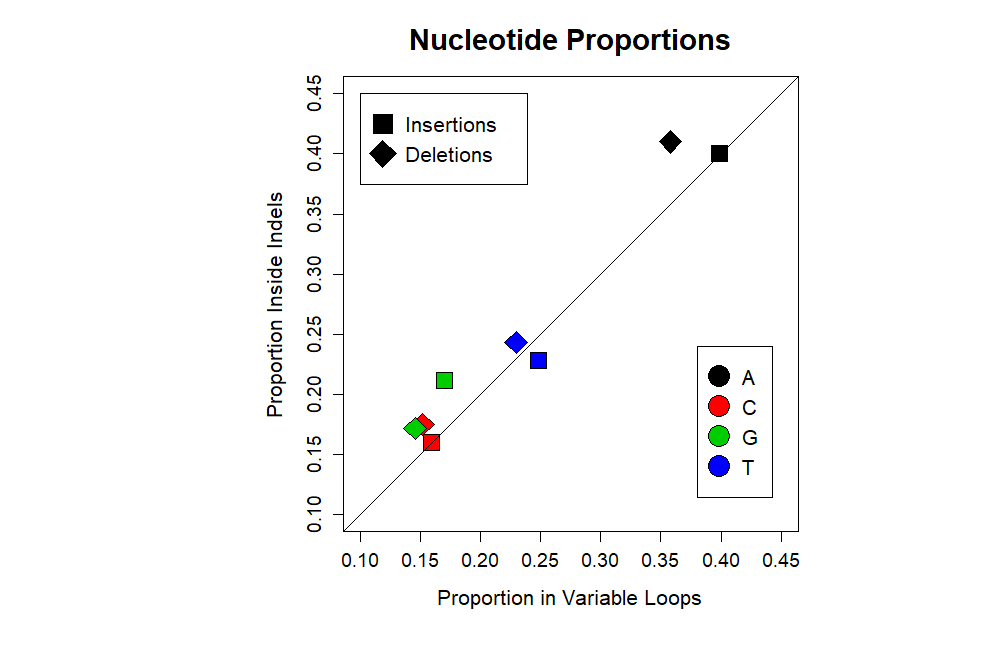 Nucleotide Proportions
Insertions
Deletions
Proportion Inside Indels
0.45
0.40
0.35
0.30
0.25
0.20
0.15
0.10
A
C
G
T
0.10 0.15 0.20 0.25 0.30 0.35 0.40 0.45
Proportion in Variable Loops